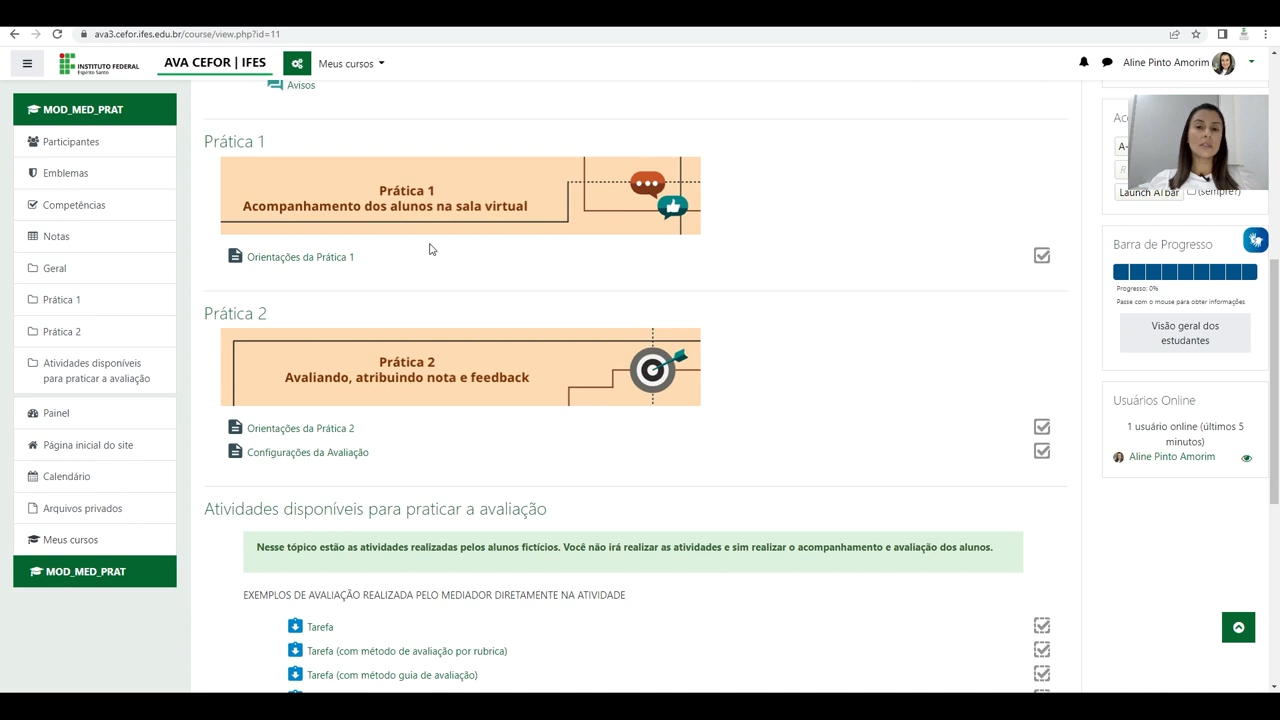 ava3.cefor.ifes.edu.br/course/view.php?id=11
INSTITUTO FEDERAL
Espírito Santo
AVA CEFOR | IFES
Meus cursos
Aline Pinto Amorim
MOD_MED_PRAT
Participantes
Emblemas
Competências
Notas
Geral
Prática 1
Prática 2
Atividades disponíveis
para praticar a avaliação
Painel
Página inicial do site
Calendário
Arquivos privados
Meus cursos
MOD_MED_PRAT
Avisos
Prática 1
Prática 1
Acompanhamento dos alunos na sala virtual
Orientações da Prática 1
Prática 2
Prática 2
Avaliando, atribuindo nota e feedback
Orientações da Prática 2
Configurações da Avaliação
Atividades disponíveis para praticar a avaliação
Nesse tópico estão as atividades realizadas pelos alunos fictícios. Você não irá realizar as atividades e sim realizar o acompanhamento e avaliação dos alunos.
EXEMPLOS DE AVALIAÇÃO REALIZADA PELO MEDIADOR DIRETAMENTE NA ATIVIDADE
Tarefa
Tarefa (com método de avaliação por rubrica)
Tarefa (com método guia de avaliação)
A-
R
Launch ATbar
(sempre?)
Barra de Progresso
Progresso: 0%
Passe com o mouse para obter informações
Visão geral dos
estudantes
Usuários Online
1 usuário online (últimos 5
minutos)
Aline Pinto Amorim